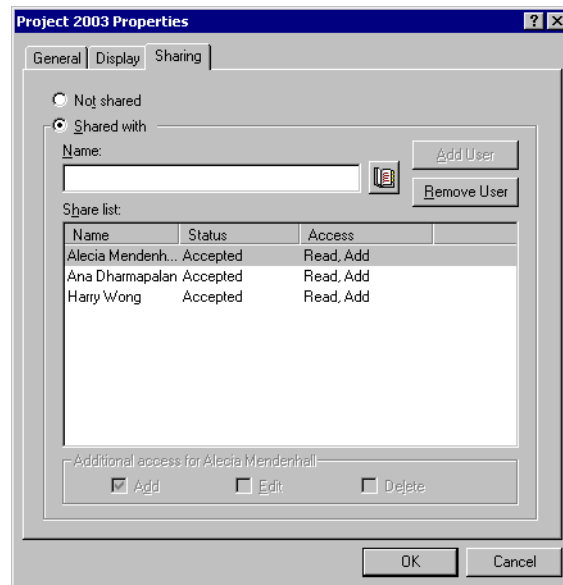 Project 2003 Properties
General Display Sharing
Not shared
Shared with
Name:
Add User
Remove User
Share list:
Name Status Access
Alecia Mendenh... Accepted Read, Add
Ana Dharmapalan Accepted Read, Add
Harry Wong Accepted Read, Add
Additional access for Alecia Mendenhall
Add Edit Delete
OK Cancel